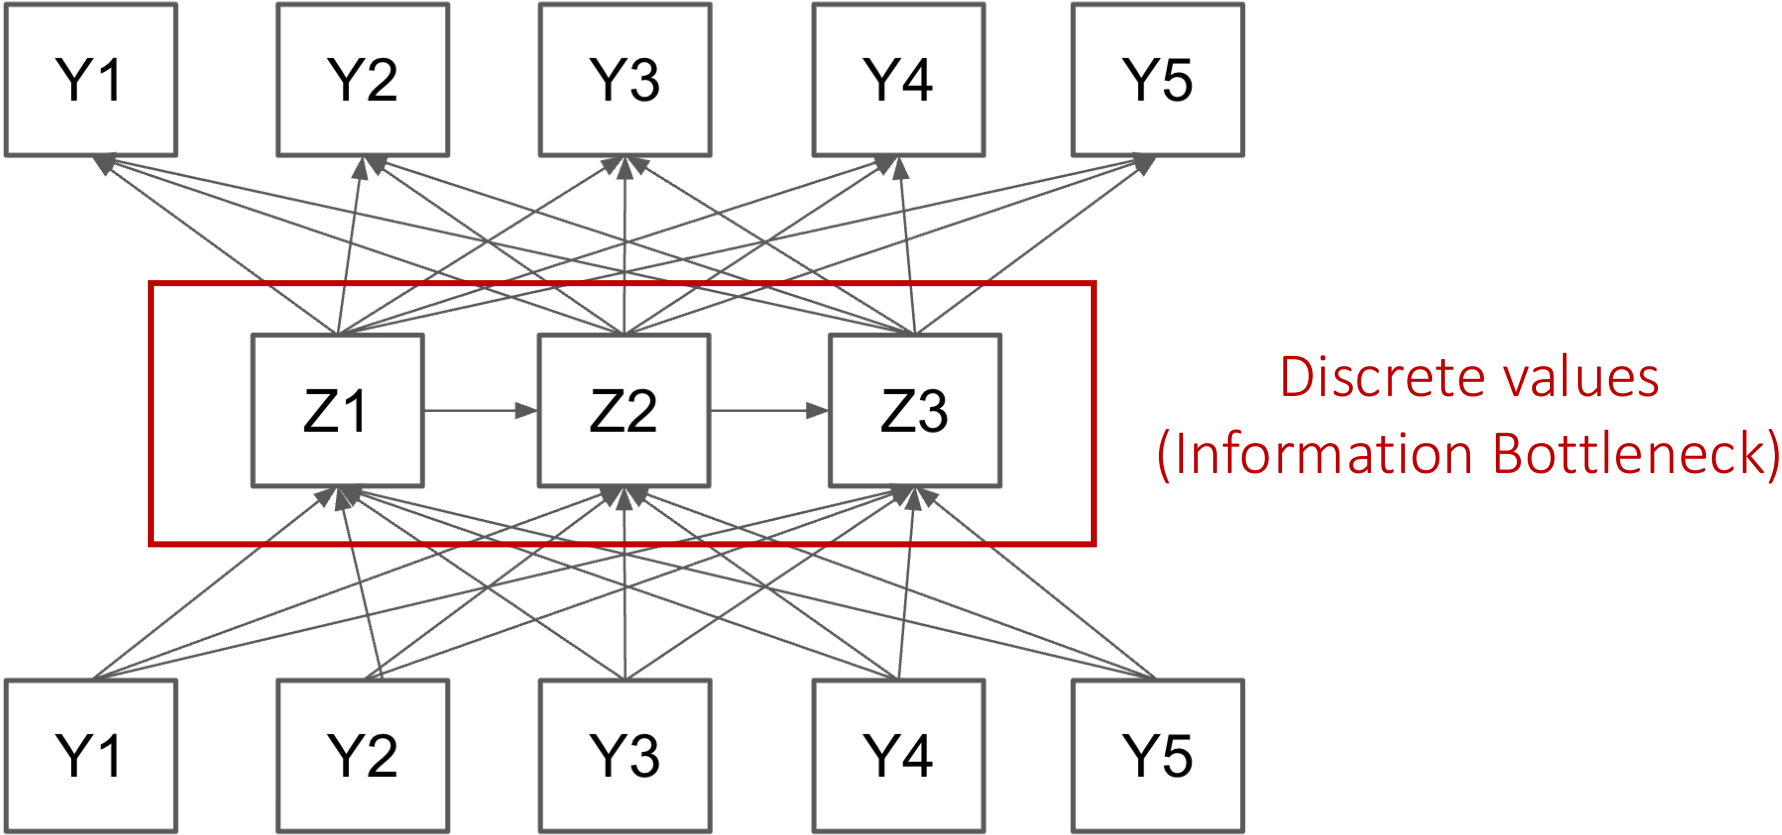 Y1 Y2 Y3 Y4 Y5
Z1 Z2 Z3
Discrete values
(Information Bottleneck)
Y1 Y2 Y3 Y4 Y5